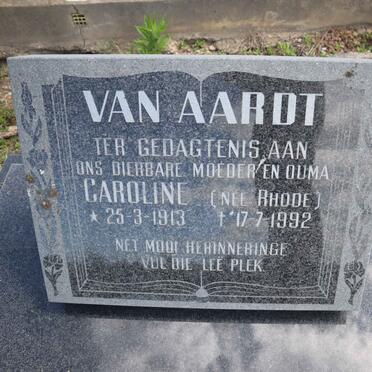 VAN AARDT
TER GEDAGTENIS AAN
ONS DIERBARE MOEDER EN OUMA
CAROLINE (NEE RHODE)
* 25-3-1913 †17-7-1992
NET MOOI HERINNERINGE
VUL DIE LEË PLEK